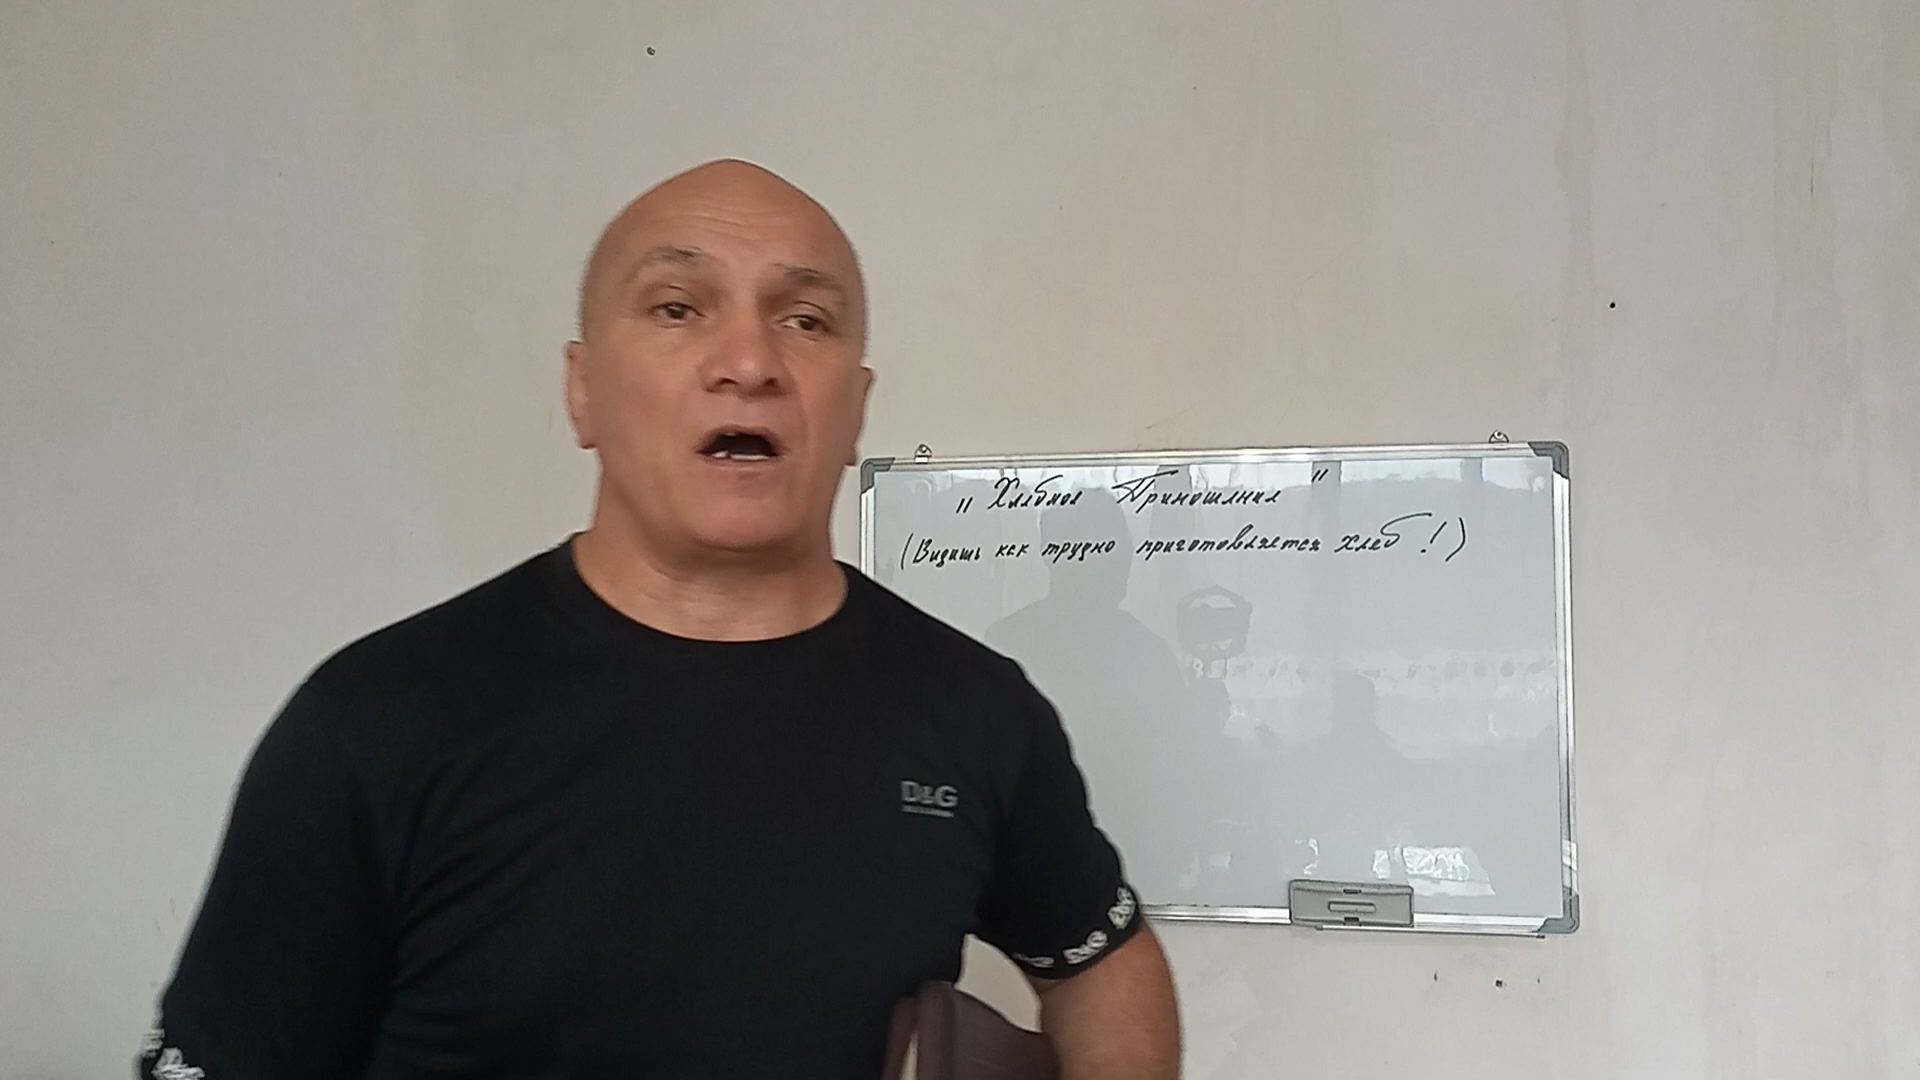 „ Хлебное Приношение "
(Видишь как трудно приготовляется хлеб !)
D&G
D&G